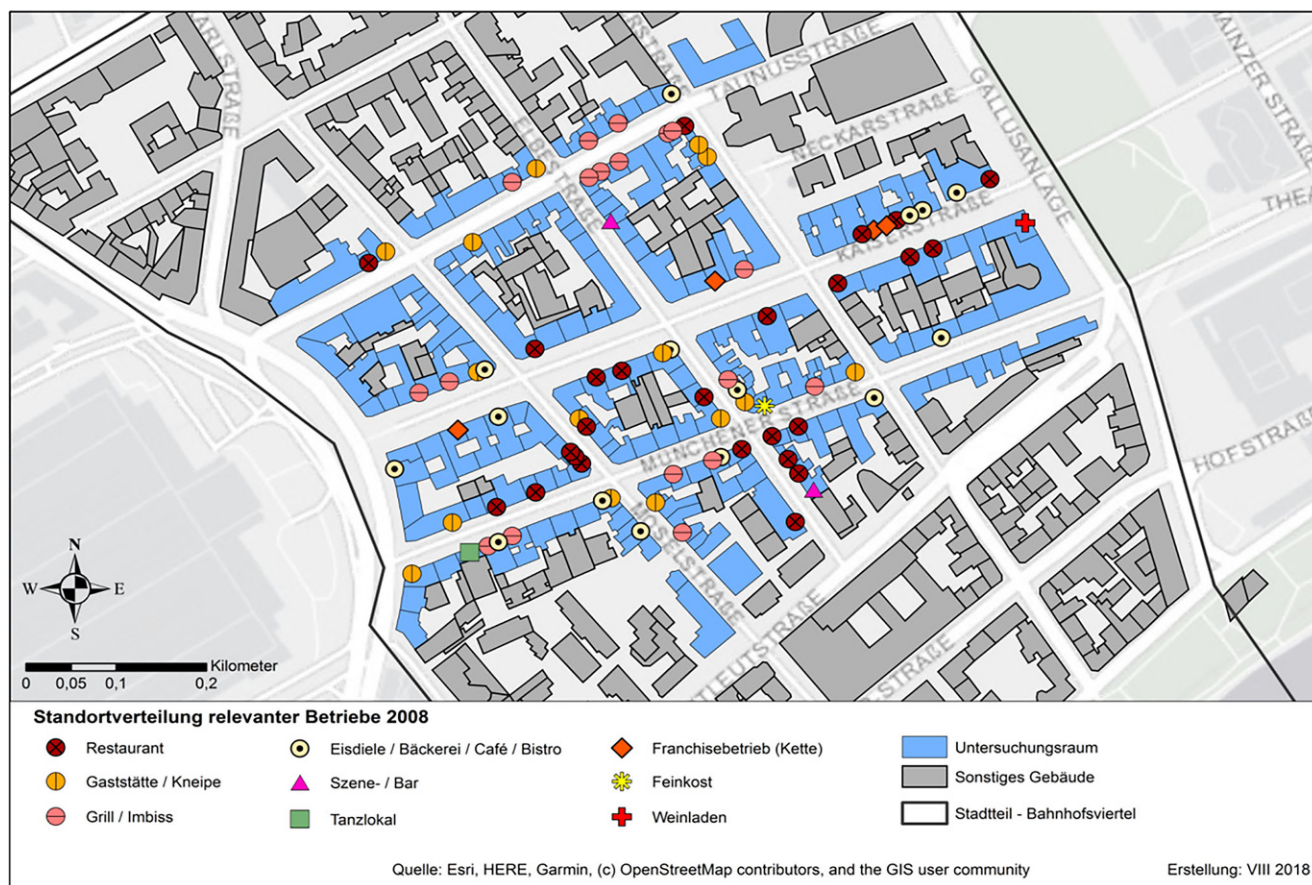 KARLSTRAßE
ELBESTRAßE
TAUNUSSTRAßE
NECKARSTRAßE
GALLUSANLAGE
MAINZER STRAßE
KAISERSTRAßE
MÜNCHENER STRAßE
MOSELSTRAßE
HOFSTRAßE
N
W E
S
Kilometer
0 0,05 0,1 0,2
Standortverteilung relevanter Betriebe 2008
Restaurant Eisdiele / Bäckerei / Café / Bistro Franchisebetrieb (Kette) Untersuchungsraum
Gaststätte / Kneipe Szene- / Bar Feinkost Sonstiges Gebäude
Grill / Imbiss Tanzlokal Weinladen Stadtteil - Bahnhofsviertel
Quelle: Esri, HERE, Garmin, (c) OpenStreetMap contributors, and the GIS user community Erstellung: VIII 2018